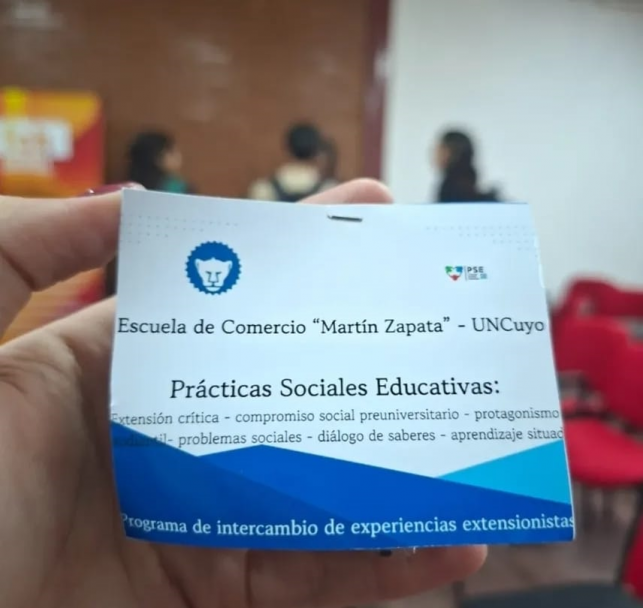 PSE
Escuela de Comercio “Martín Zapata” - UNCuyo
Prácticas Sociales Educativas:
Extensión crítica - compromiso social preuniversitario - protagonismo
- problemas sociales - diálogo de saberes - aprendizaje situad
Programa de intercambio de experiencias extensionistas